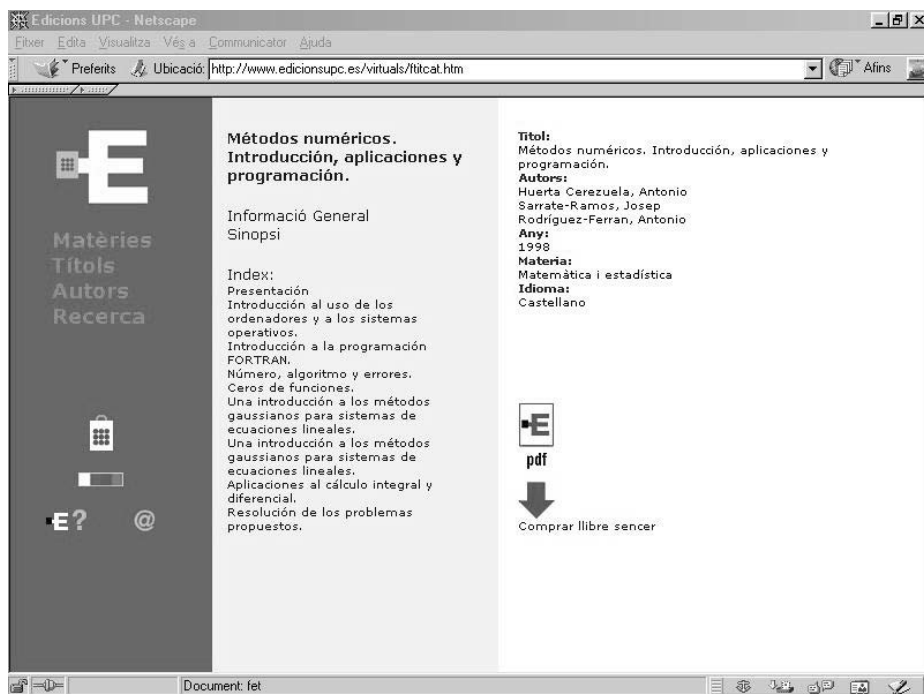 Edicions UPC - Netscape
Fitxer Edita Visualitza Vés a Communicator Ajuda
Preferits Ubicació: http://www.edicionsupc.es/virtuals/ftitcat.htm Afins
E
Matèries
Títols
Autors
Recerca
E? @
Métodos numéricos.
Introducción, aplicaciones y
programación.
Informació General
Sinopsi
Index:
Presentación
Introducción al uso de los
ordenadores y a los sistemas
operativos.
Introducción a la programación
FORTRAN.
Número, algoritmo y errores.
Ceros de funciones.
Una introducción a los métodos
gaussianos para sistemas de
ecuaciones lineales.
Una introducción a los métodos
gaussianos para sistemas de
ecuaciones lineales.
Aplicaciones al cálculo integral y
diferencial.
Resolución de los problemas
propuestos.
Títol:
Métodos numéricos. Introducción, aplicaciones y
programación.
Autors:
Huerta Cerezuela, Antonio
Sarrate-Ramos, Josep
Rodríguez-Ferran, Antonio
Any:
1998
Materia:
Matemàtica i estadística
Idioma:
Castellano
E
pdf
Comprar llibre sencer
Document: fet